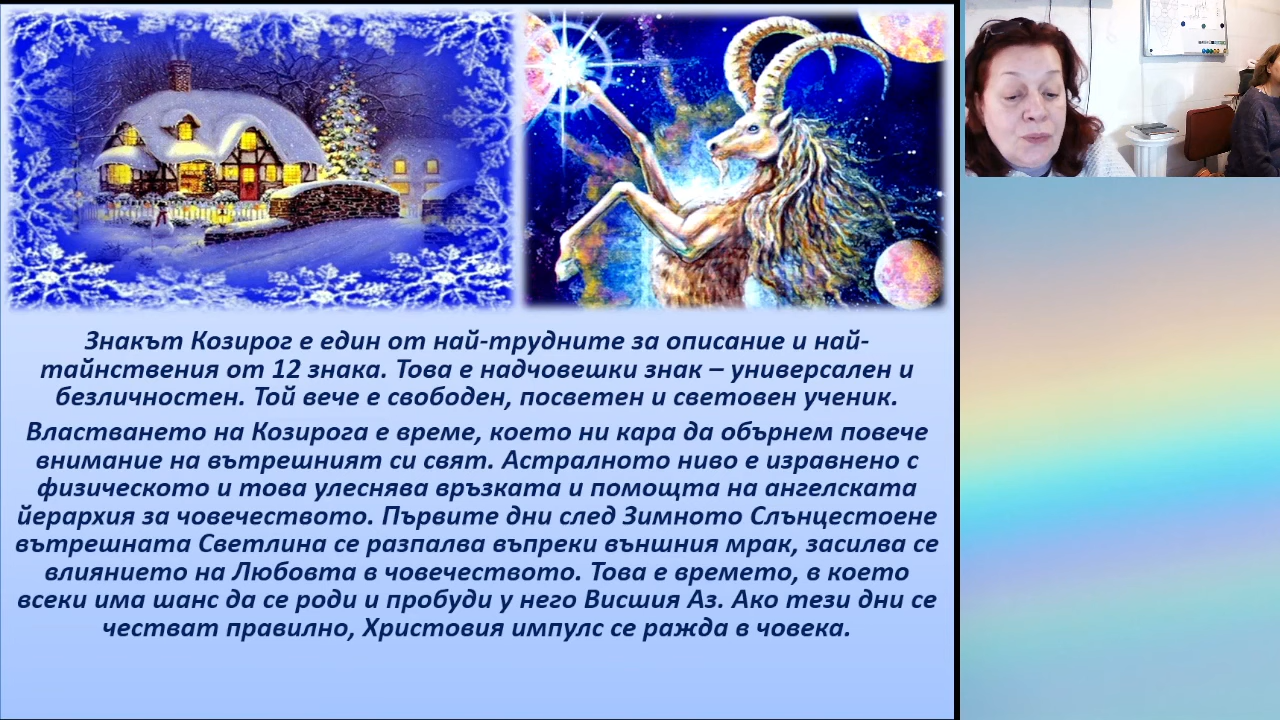 Знакът Козирог е един от най-трудните за описание и най-
тайнствения от 12 знака. Това е надчовешки знак – универсален и
безличностен. Той вече е свободен, посветен и световен ученик.
Властването на Козирога е време, което ни кара да обърнем повече
внимание на вътрешният си свят. Астралното ниво е изравнено с
физическото и това улеснява връзката и помощта на ангелската
йерархия за човечеството. Първите дни след Зимното Слънцестоене
вътрешната Светлина се разпалва въпреки външния мрак, засилва се
влиянието на Любовта в човечеството. Това е времето, в което
всеки има шанс да се роди и пробуди у него Висшия Аз. Ако тези дни се
честват правилно, Христовия импулс се ражда в човека.